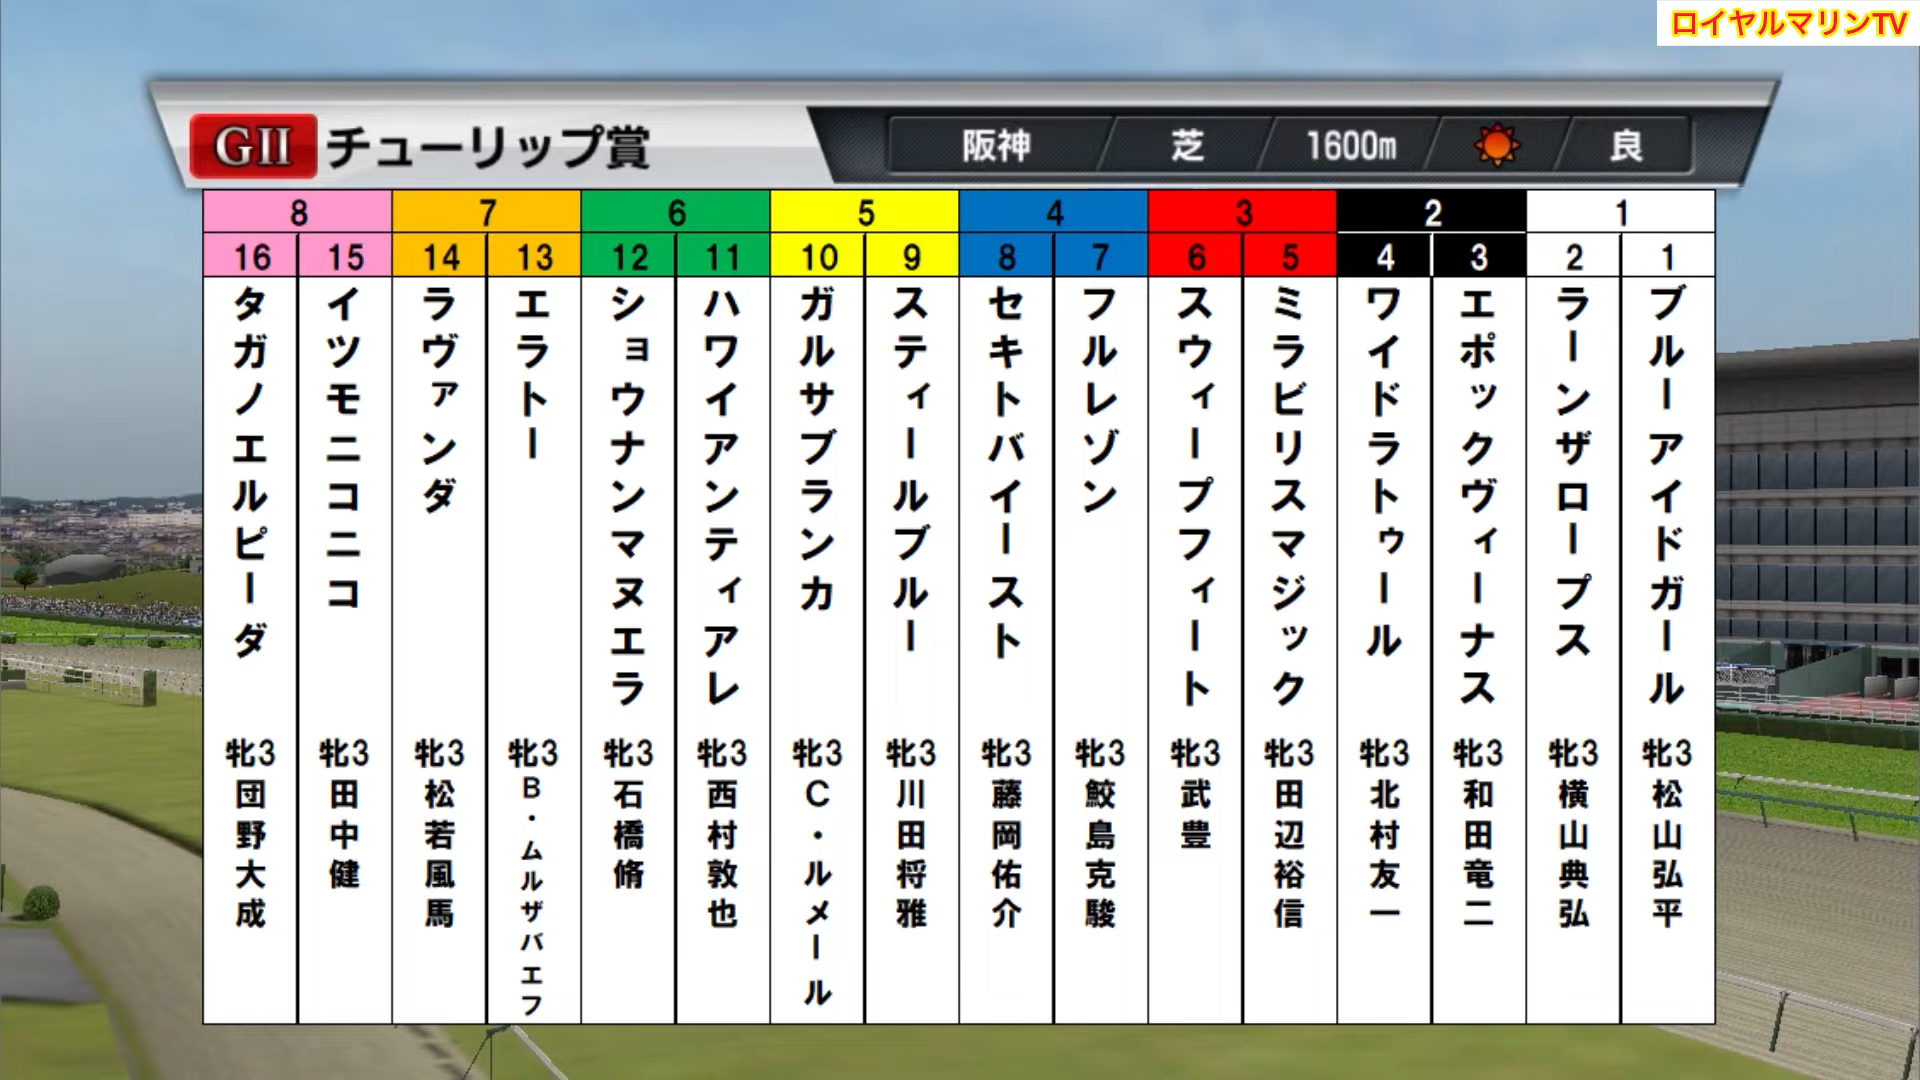 ロイヤルマリンTV
GII チューリップ賞
阪神 芝 1600m 良
1 2 3 4 5 6 7 8
1 ブルーアイドガール 牝3 松山弘平
2 ラーンザロープス 牝3 横山典弘
3 エポックヴィーナス 牝3 和田竜二
4 ワイドラトゥール 牝3 北村友一
5 ミラビリスマジック 牝3 田辺裕信
6 スウィープフィート 牝3 武豊
7 フルレゾン 牝3 鮫島克駿
8 セキトバイースト 牝3 藤岡佑介
9 スティールブルー 牝3 川田将雅
10 ガルサブランカ 牝3 C・ルメール
11 ハワイアンティアレ 牝3 西村敦也
12 ショウナンマヌエラ 牝3 石橋脩
13 エラトー 牝3 B・ムルザバエフ
14 ラヴァンダ 牝3 松若風馬
15 イツモニコニコ 牝3 田中健
16 タガノエルピーダ 牝3 団野大成